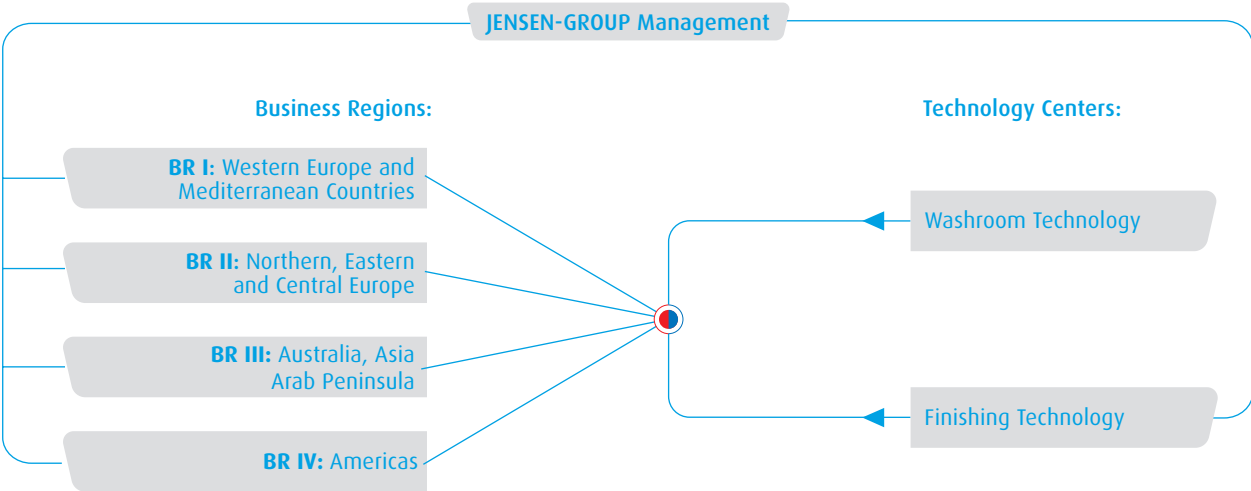 JENSEN-GROUP Management
Business Regions:
BR I: Western Europe and
Mediterranean Countries
BR II: Northern, Eastern
and Central Europe
BR III: Australia, Asia
Arab Peninsula
BR IV: Americas
Technology Centers:
Washroom Technology
Finishing Technology